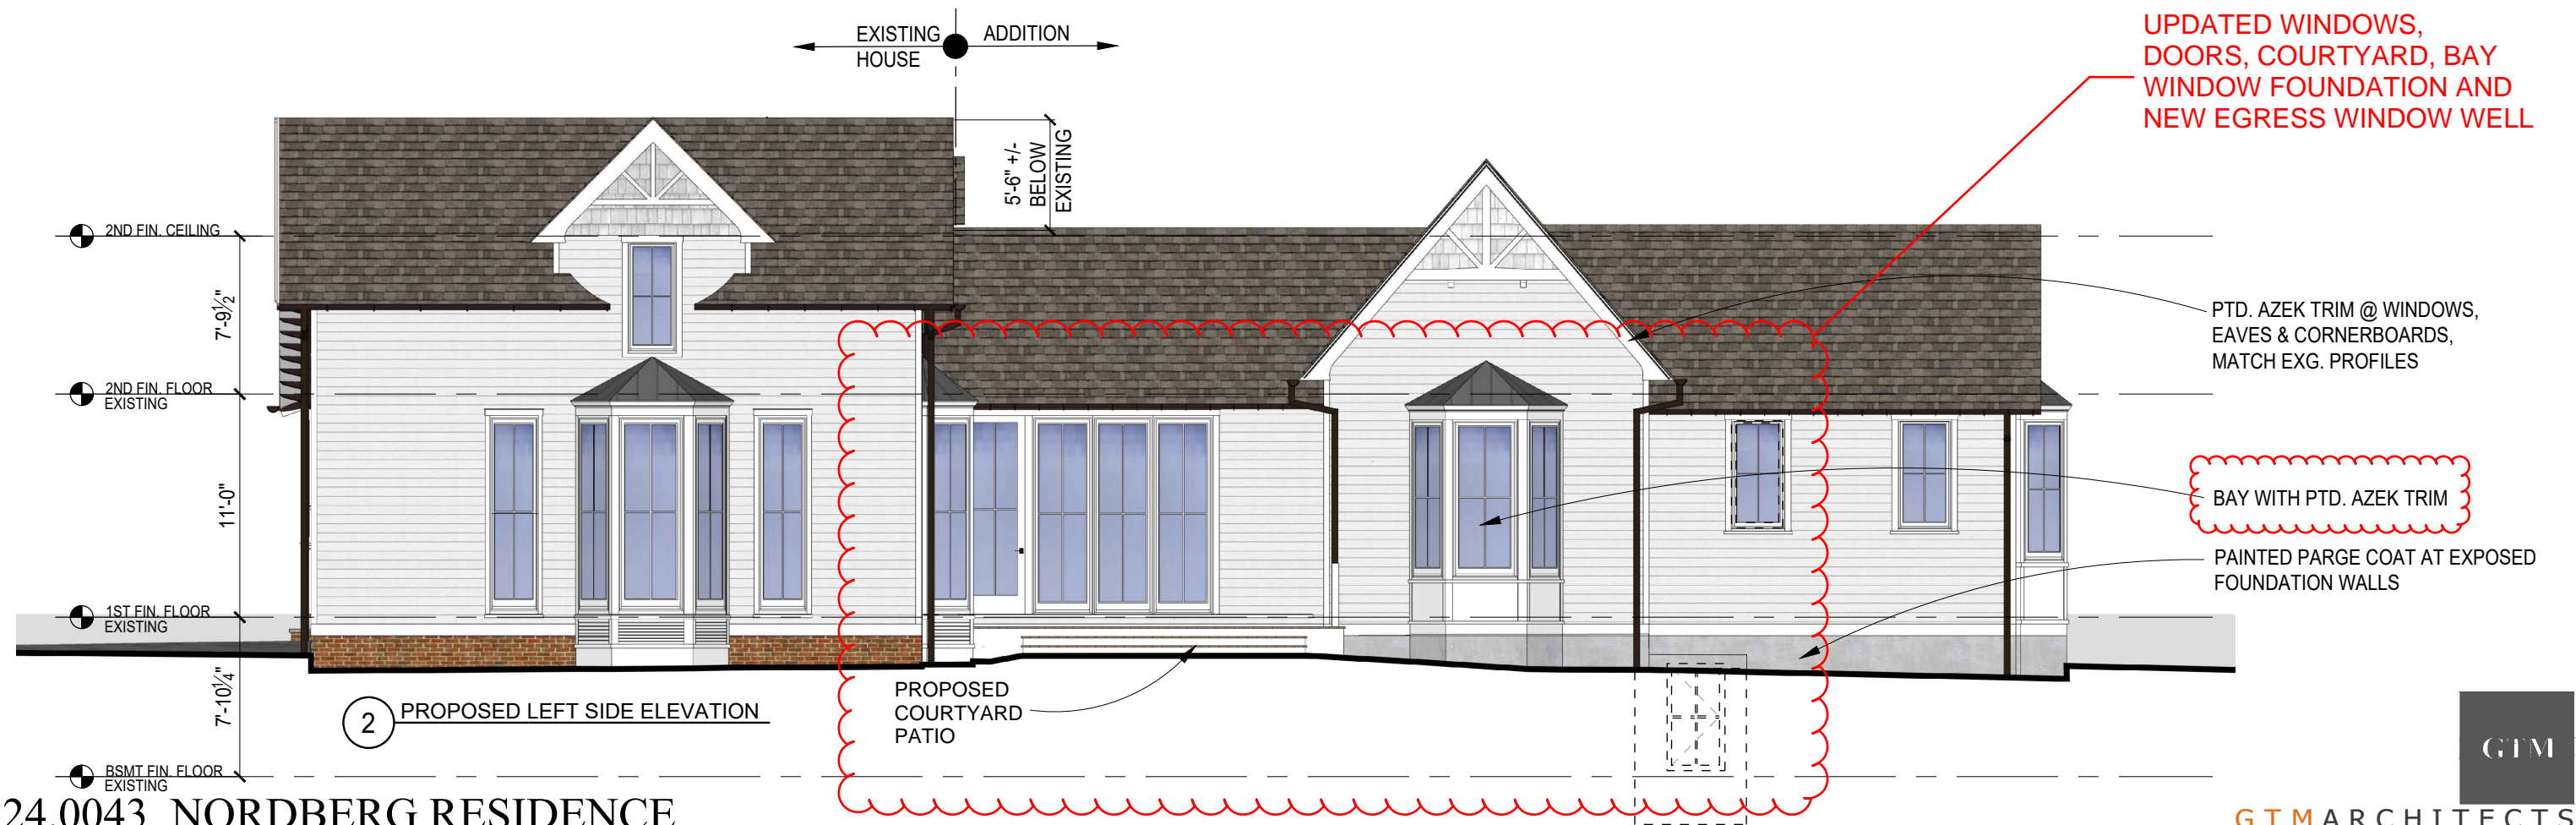 EXISTING
HOUSE
ADDITION
UPDATED WINDOWS,
DOORS, COURTYARD, BAY
WINDOW FOUNDATION AND
NEW EGRESS WINDOW WELL
5'-6" +/-
BELOW
EXISTING
2ND FIN. CEILING
7'-9½"
2ND FIN. FLOOR
EXISTING
11'-0"
1ST FIN. FLOOR
EXISTING
7'-10¼"
BSMT FIN. FLOOR
EXISTING
PTD. AZEK TRIM @ WINDOWS,
EAVES & CORNERBOARDS,
MATCH EXG. PROFILES
BAY WITH PTD. AZEK TRIM
PAINTED PARGE COAT AT EXPOSED
FOUNDATION WALLS
PROPOSED
COURTYARD
PATIO
2 PROPOSED LEFT SIDE ELEVATION
24.0043 NORDBERG RESIDENCE
GTM
GTMARCHITECTS